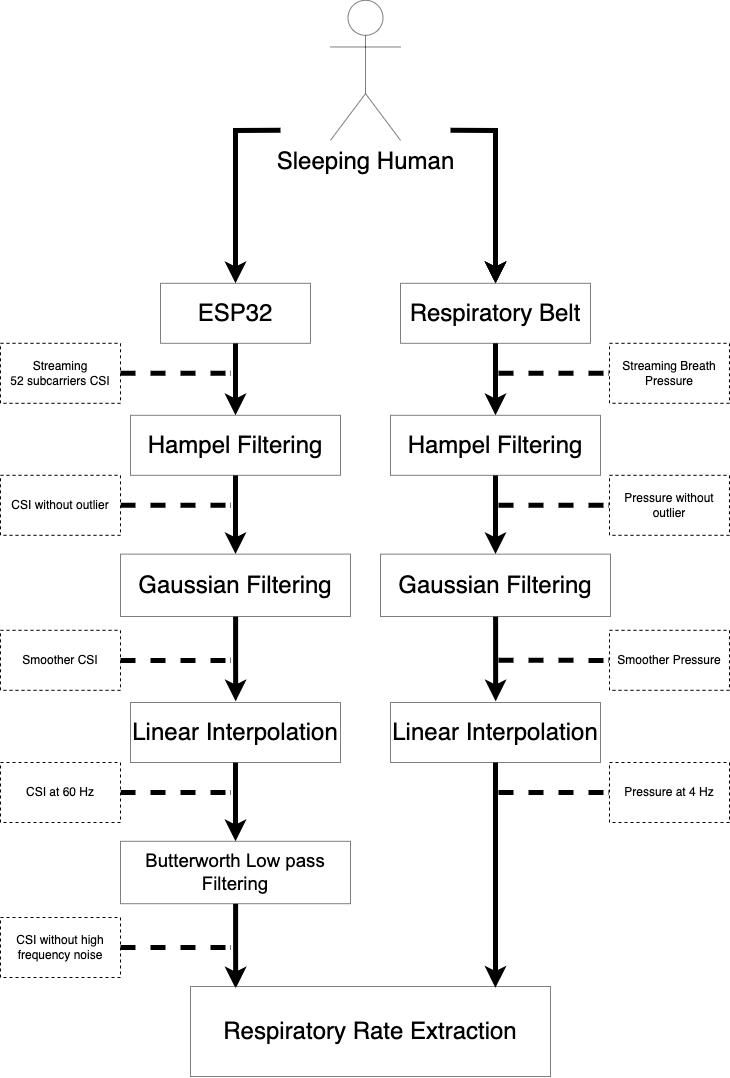 Sleeping Human
ESP32
Respiratory Belt
Streaming
52 subcarriers CSI
Streaming Breath
Pressure
Hampel Filtering
Hampel Filtering
CSI without outlier
Pressure without
outlier
Gaussian Filtering
Gaussian Filtering
Smoother CSI
Smoother Pressure
Linear Interpolation
Linear Interpolation
CSI at 60 Hz
Pressure at 4 Hz
Butterworth Low pass
Filtering
CSI without high
frequency noise
Respiratory Rate Extraction